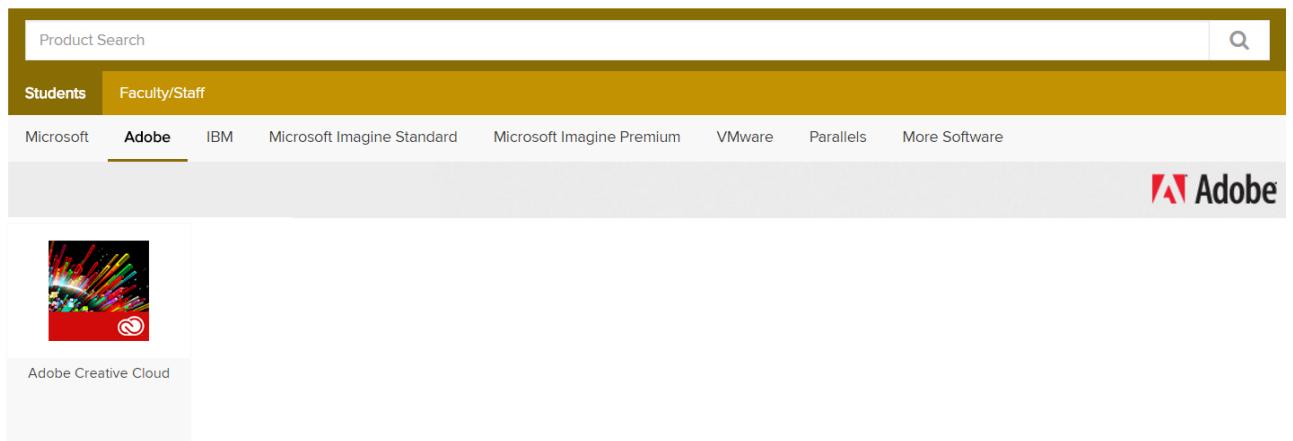 Product Search
Students Faculty/Staff
Microsoft Adobe IBM Microsoft Imagine Standard Microsoft Imagine Premium VMware Parallels More Software
Adobe
Adobe Creative Cloud